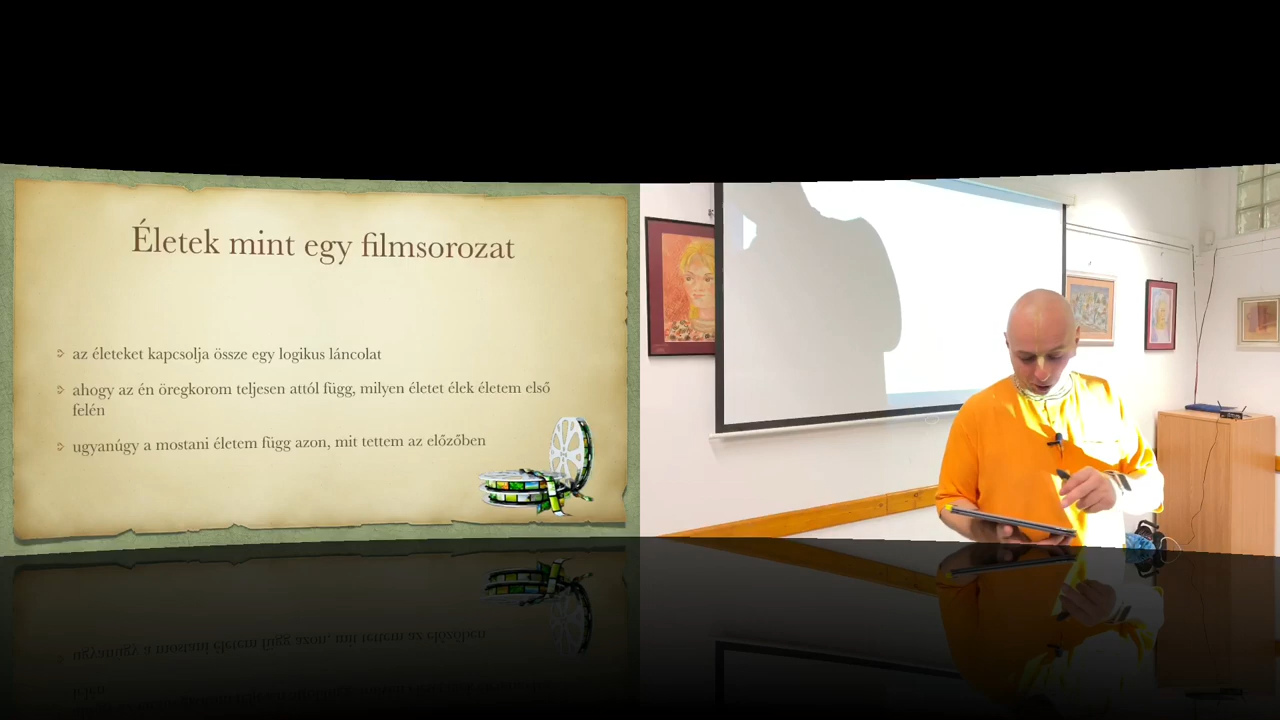 Életek mint egy filmsorozat
az életeket kapcsolja össze egy logikus láncolat
ahogy az én öregkorom teljesen attól függ, milyen életet élek életem első
felén
ugyanúgy a mostani életem függ azon, mit tettem az előzőben